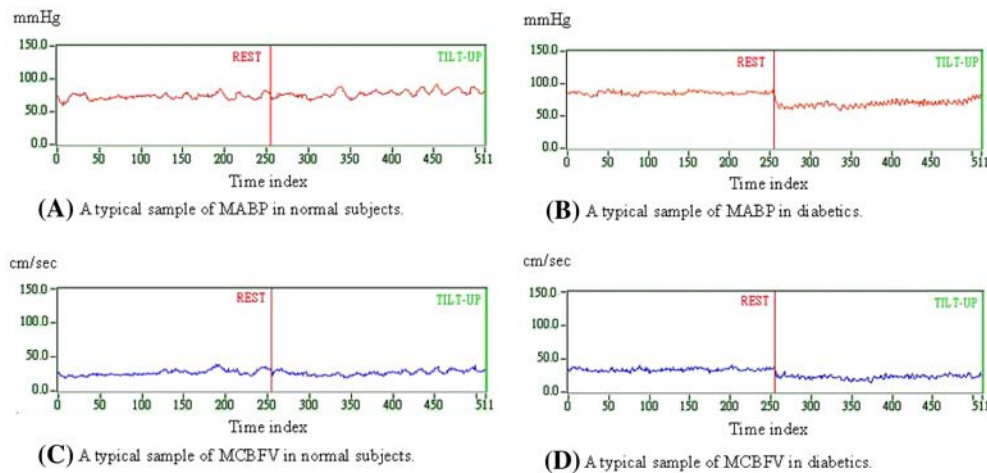 mmHg
150.0
100.0
50.0
0.0
REST
TILT-UP
0 50 100 150 200 250 300 350 400 450 511
Time index
(A) A typical sample of MABP in normal subjects.
mmHg
150.0
100.0
50.0
0.0
REST
TILT-UP
0 50 100 150 200 250 300 350 400 450 511
Time index
(B) A typical sample of MABP in diabetics.
cm/sec
150.0
100.0
50.0
0.0
REST
TILT-UP
0 50 100 150 200 250 300 350 400 450 511
Time index
(C) A typical sample of MCBFV in normal subjects.
cm/sec
150.0
100.0
50.0
0.0
REST
TILT-UP
0 50 100 150 200 250 300 350 400 450 511
Time index
(D) A typical sample of MCBFV in diabetics.